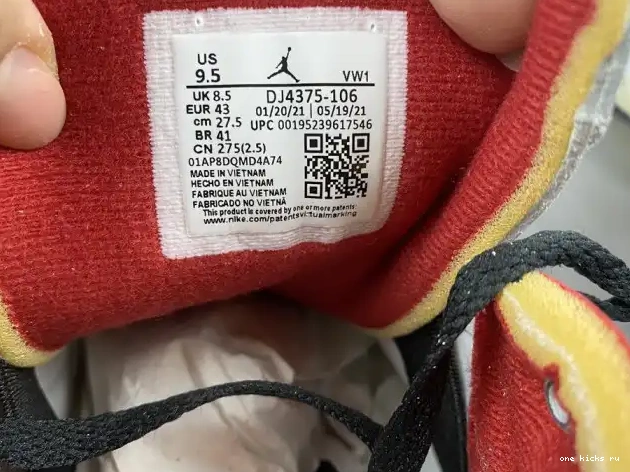 US
9.5
VW1
UK 8.5
DJ4375-106
EUR 43
01/20/21 | 05/19/21
cm 27.5
UPC 00195239617546
BR 41
CN 275(2.5)
01AP8DQMD4A74
MADE IN VIETNAM
HECHO EN VIETNAM
FABRIQUE AU VIETNAM
FABRICADO NO VIETNÃ
This product is covered by one or more patents:
www.nike.com/patentsvirtualmarking
one kicks ru